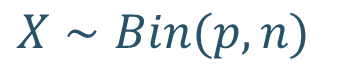 X ~ Bin(p, n)